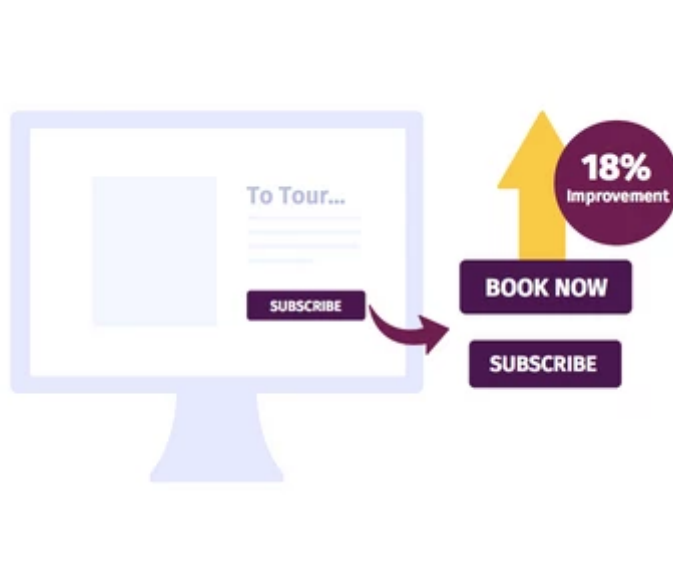 To Tour...
SUBSCRIBE
18%
Improvement
BOOK NOW
SUBSCRIBE